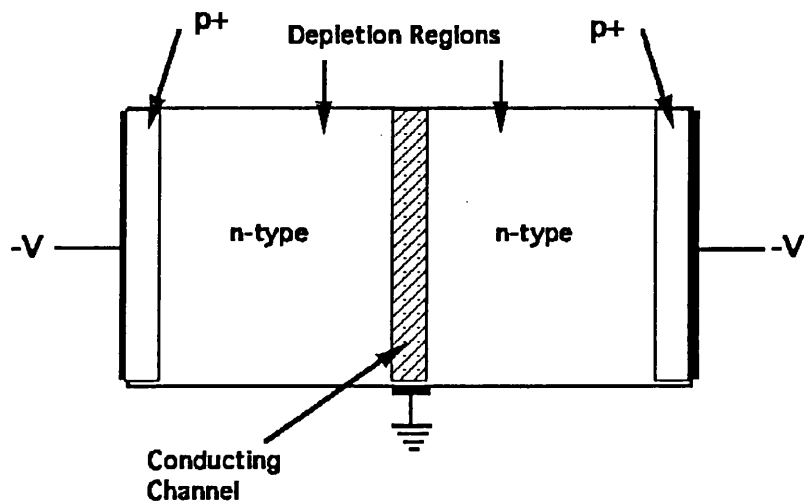 p+
Depletion Regions
p+
-V
n-type
n-type
-V
Conducting
Channel